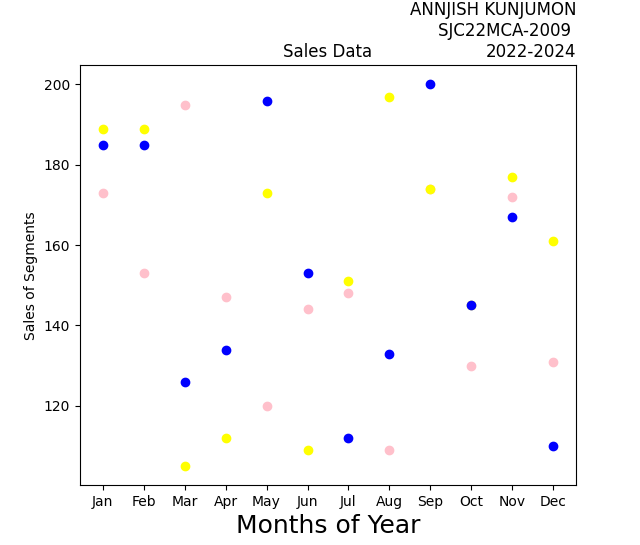 ANNJISH KUNJUMON
SJC22MCA-2009
Sales Data 2022-2024
200
180
160
140
120
Sales of Segments
Jan Feb Mar Apr May Jun Jul Aug Sep Oct Nov Dec
Months of Year